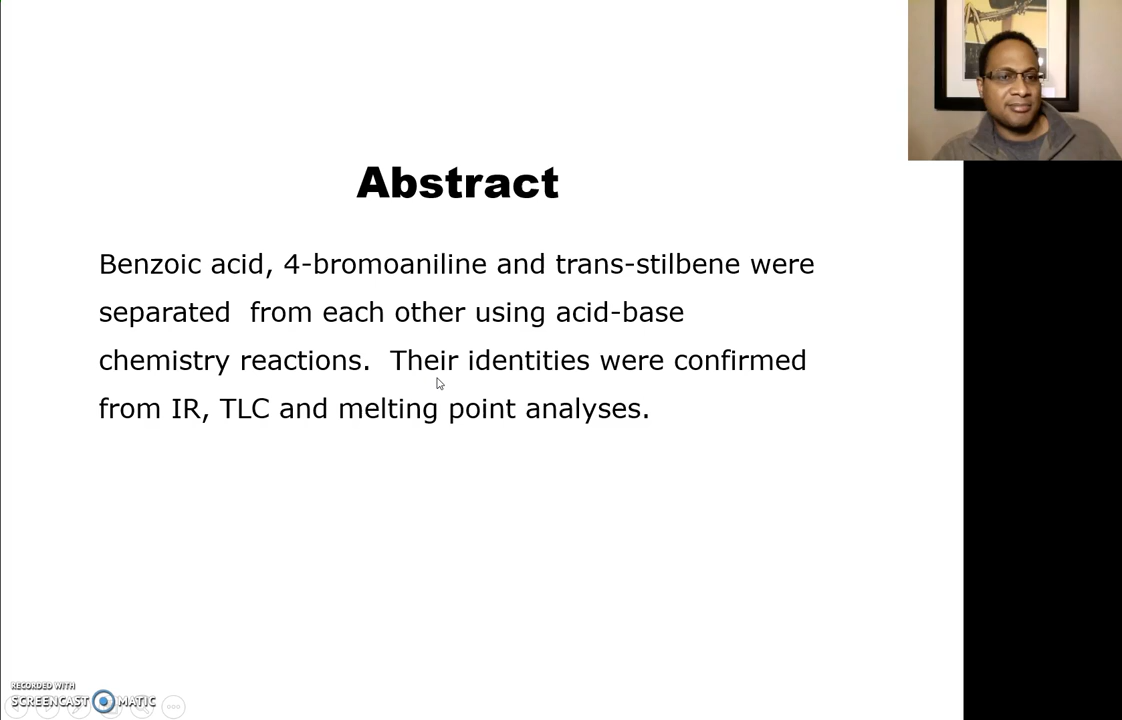 Abstract
Benzoic acid, 4-bromoaniline and trans-stilbene were
separated  from each other using acid-base
chemistry reactions.  Their identities were confirmed
from IR, TLC and melting point analyses.
RECORDED WITH
SCREENCAST MATIC